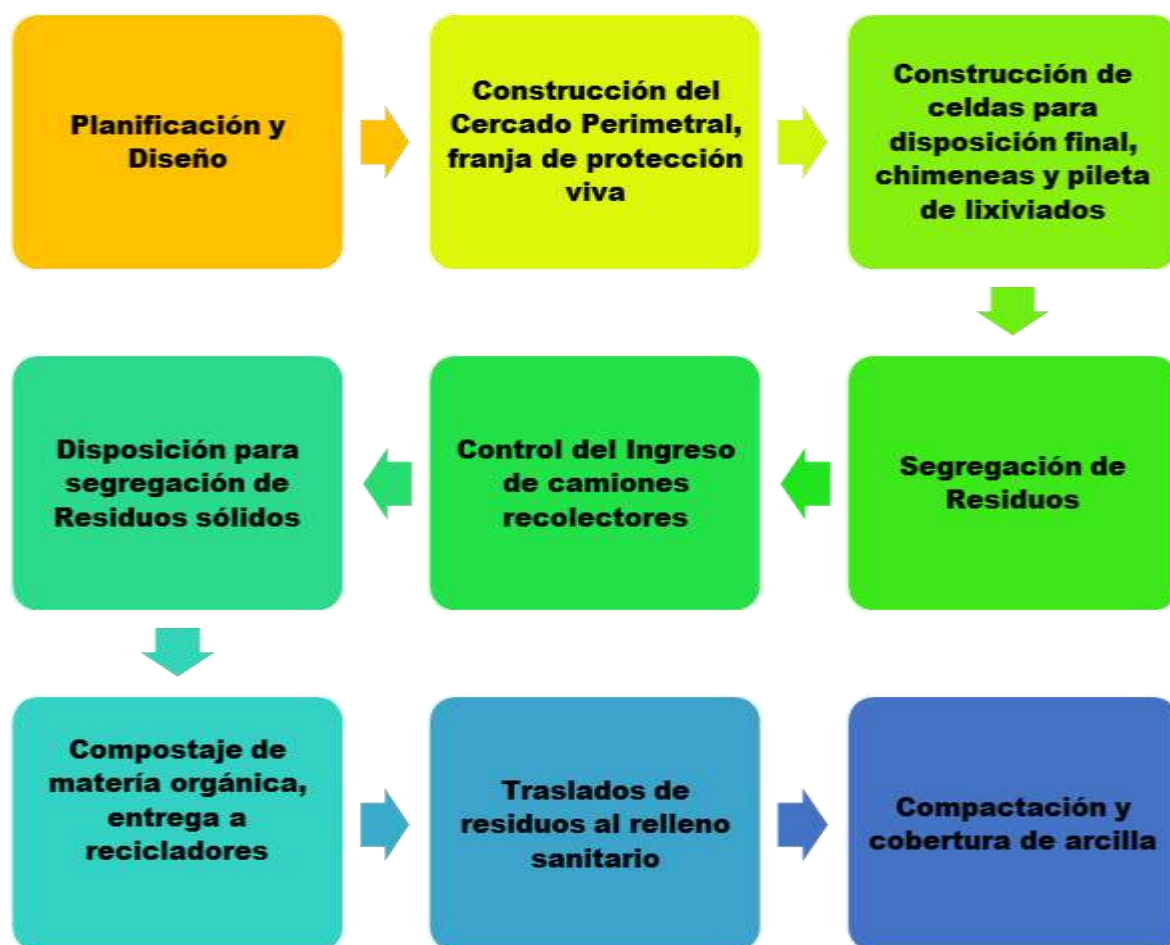 Planificación y
Diseño
Construcción del
Cercado Perimetral,
franja de protección
viva
Construcción de
celdas para
disposición final,
chimeneas y pileta
de lixiviados
Segregación de
Residuos
Control del Ingreso
de camiones
recolectores
Disposición para
segregación de
Residuos sólidos
Compostaje de
matería orgánica,
entrega a
recicladores
Traslados de
residuos al relleno
sanitario
Compactación y
cobertura de arcilla